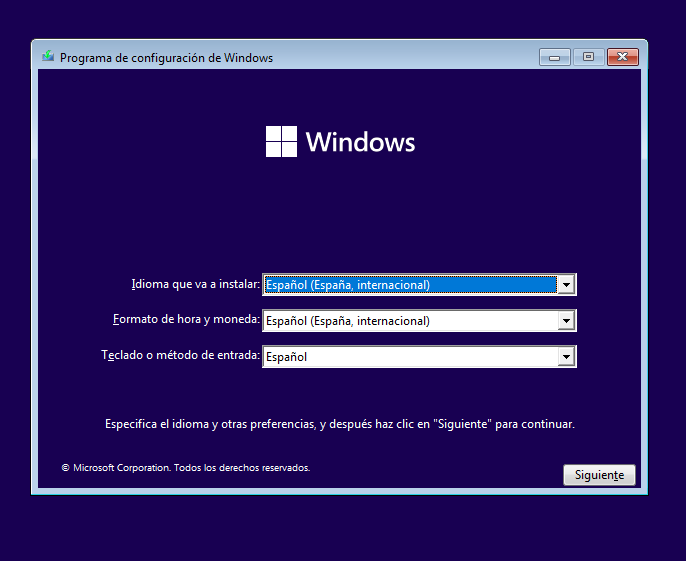 Programa de configuración de Windows
Windows
Idioma que va a instalar: Español (España, internacional)
Formato de hora y moneda: Español (España, internacional)
Teclado o método de entrada: Español
Especifica el idioma y otras preferencias, y después haz clic en "Siguiente" para continuar.
© Microsoft Corporation. Todos los derechos reservados.
Siguiente